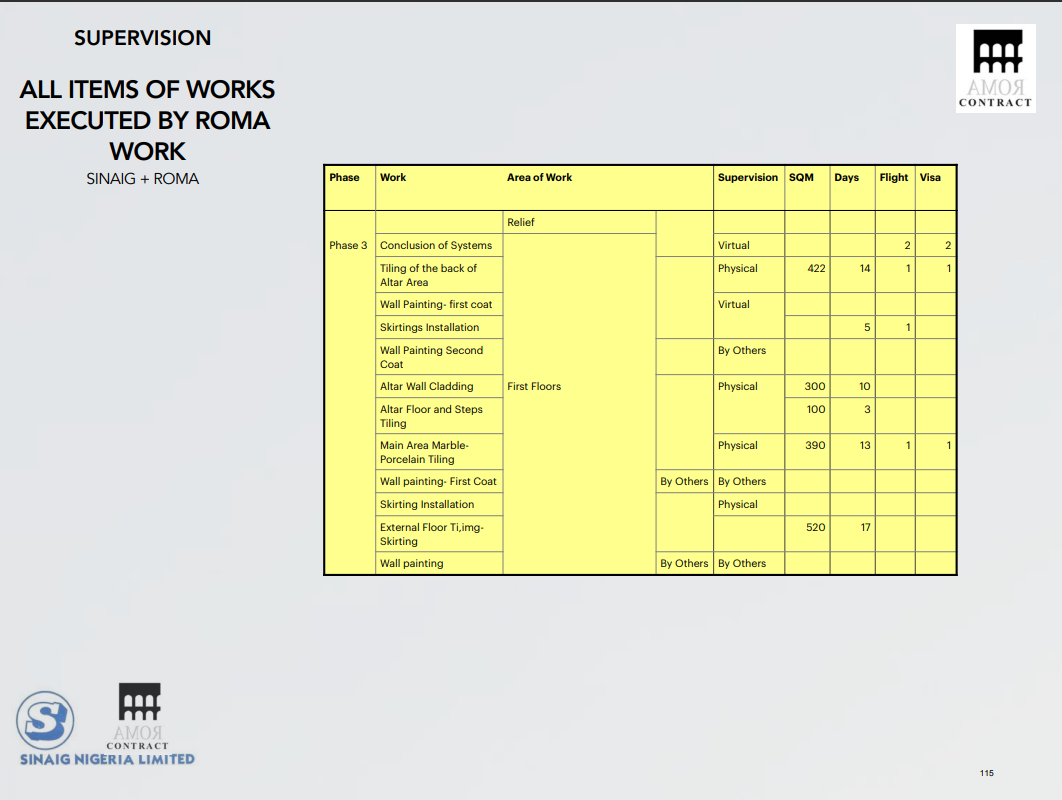 SUPERVISION
ALL ITEMS OF WORKS
EXECUTED BY ROMA
WORK
SINAIG + ROMA
AMOЯ
CONTRACT
Phase Work Area of Work Supervision SQM Days Flight Visa
Relief
Phase 3 Conclusion of Systems Virtual 2 2
Tiling of the back of Physical 422 14 1 1
Altar Area
Wall Painting- first coat Virtual
Skirtings Installation 5 1
Wall Painting Second By Others
Coat
Altar Wall Cladding First Floors Physical 300 10
Altar Floor and Steps 100 3
Tiling
Main Area Marble- Physical 390 13 1 1
Porcelain Tiling
Wall painting- First Coat By Others By Others
Skirting Installation Physical
External Floor Ti,img- 520 17
Skirting
Wall painting By Others By Others
S
AMOЯ
CONTRACT
SINAIG NIGERIA LIMITED
115